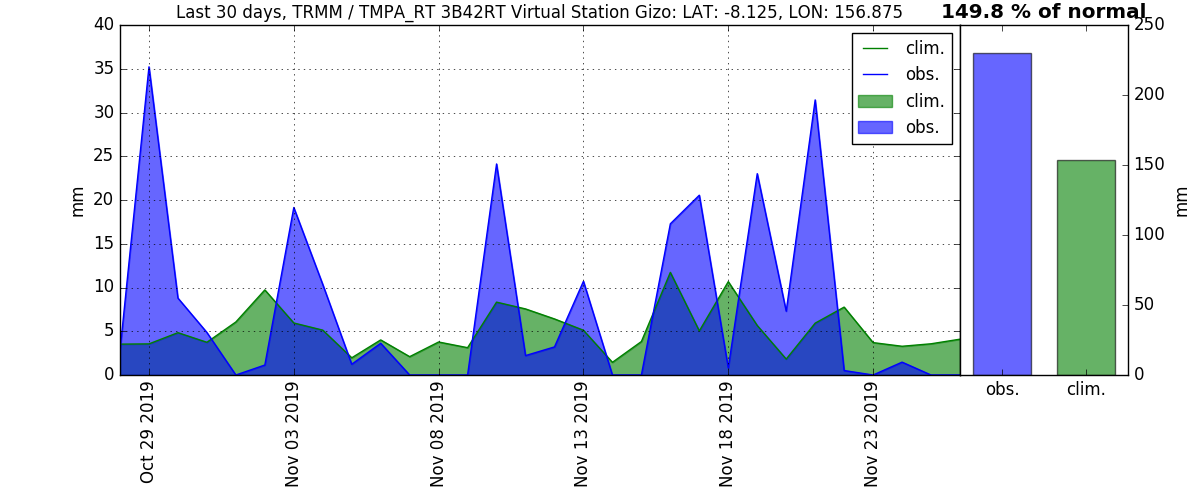 Last 30 days, TRMM / TMPA_RT 3B42RT Virtual Station Gizo: LAT: -8.125, LON: 156.875
149.8 % of normal
40
35
30
25
20
15
10
5
0
mm
clim.
obs.
clim.
obs.
250
200
150
100
50
0
mm
obs.
clim.
Oct 29 2019
Nov 03 2019
Nov 08 2019
Nov 13 2019
Nov 18 2019
Nov 23 2019